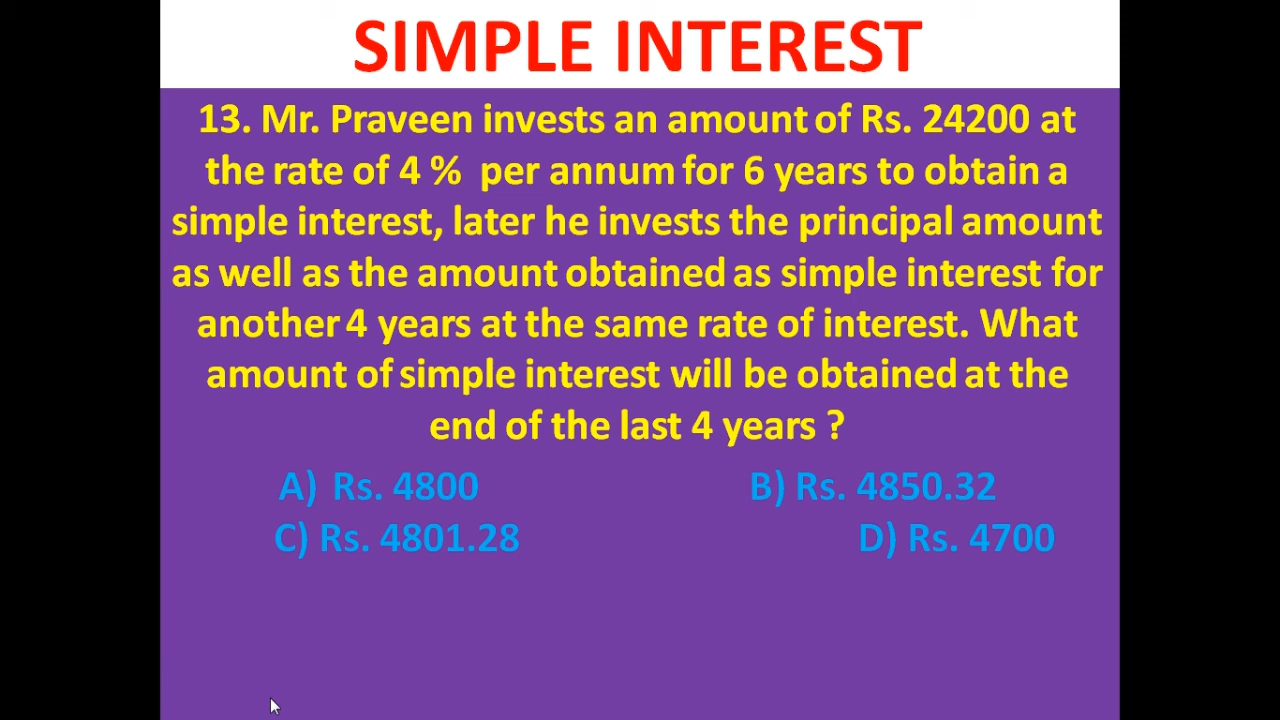 SIMPLE INTEREST
13. Mr. Praveen invests an amount of Rs. 24200 at
the rate of 4 % per annum for 6 years to obtain a
simple interest, later he invests the principal amount
as well as the amount obtained as simple interest for
another 4 years at the same rate of interest. What
amount of simple interest will be obtained at the
end of the last 4 years ?
A) Rs. 4800 B) Rs. 4850.32
C) Rs. 4801.28 D) Rs. 4700